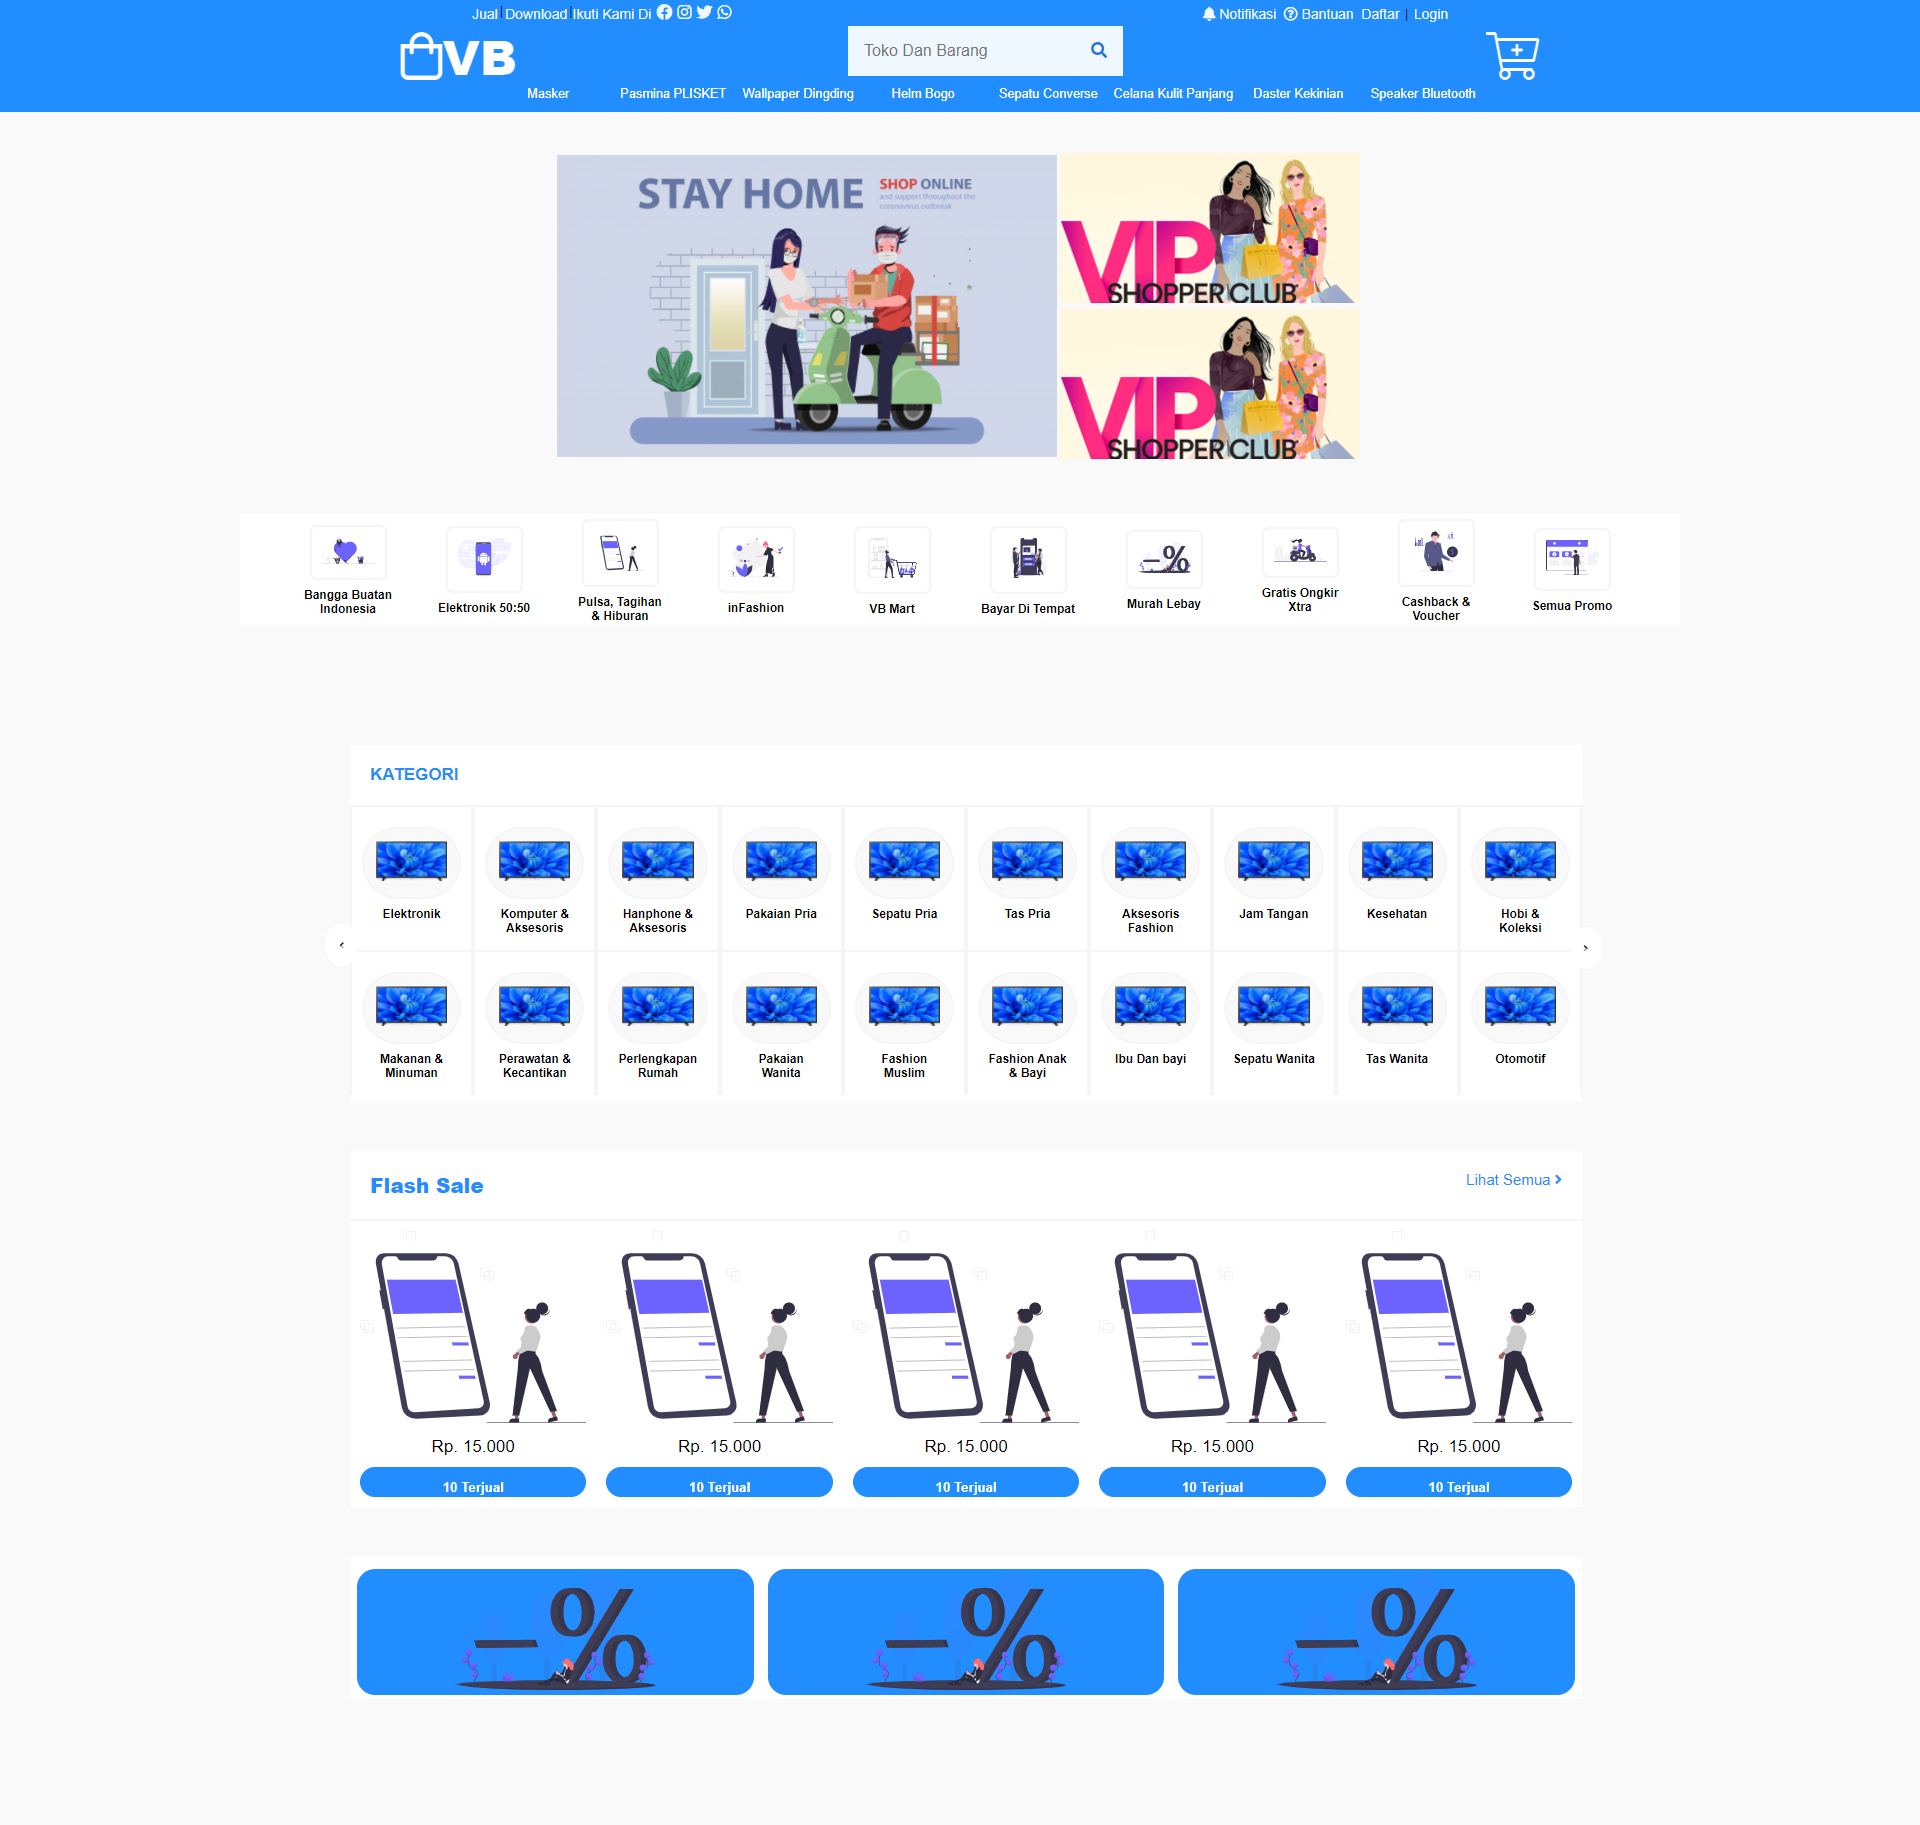 Jual | Download | Ikuti Kami Di
Notifikasi Bantuan Daftar | Login
VB
Toko Dan Barang
Masker Pasmina PLISKET Wallpaper Dingding Helm Bogo Sepatu Converse Celana Kulit Panjang Daster Kekinian Speaker Bluetooth
STAY HOME
SHOP ONLINE
and support throughout the
coronavirus outbreak
VIP
SHOPPER CLUB
VIP
SHOPPER CLUB
Bangga Buatan
Indonesia
Elektronik 50:50
Pulsa, Tagihan
& Hiburan
inFashion
VB Mart
Bayar Di Tempat
Murah Lebay
Gratis Ongkir
Xtra
Cashback &
Voucher
Semua Promo
KATEGORI
Elektronik
Komputer &
Aksesoris
Hanphone &
Aksesoris
Pakaian Pria
Sepatu Pria
Tas Pria
Aksesoris
Fashion
Jam Tangan
Kesehatan
Hobi &
Koleksi
‹
›
Makanan &
Minuman
Perawatan &
Kecantikan
Perlengkapan
Rumah
Pakaian
Wanita
Fashion
Muslim
Fashion Anak
& Bayi
Ibu Dan bayi
Sepatu Wanita
Tas Wanita
Otomotif
Flash Sale
Lihat Semua
Rp. 15.000
10 Terjual
Rp. 15.000
10 Terjual
Rp. 15.000
10 Terjual
Rp. 15.000
10 Terjual
Rp. 15.000
10 Terjual
-%
-%
-%